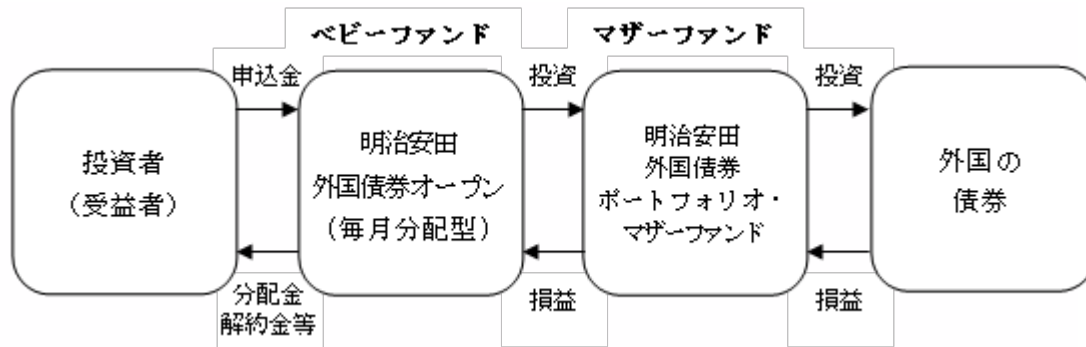 ベビーファンド
マザーファンド
申込金
投資
投資
投資者
（受益者）
明治安田
外国債券オープン
（毎月分配型）
明治安田
外国債券
ポートフォリオ・
マザーファンド
外国の
債券
分配金
解約金等
損益
損益